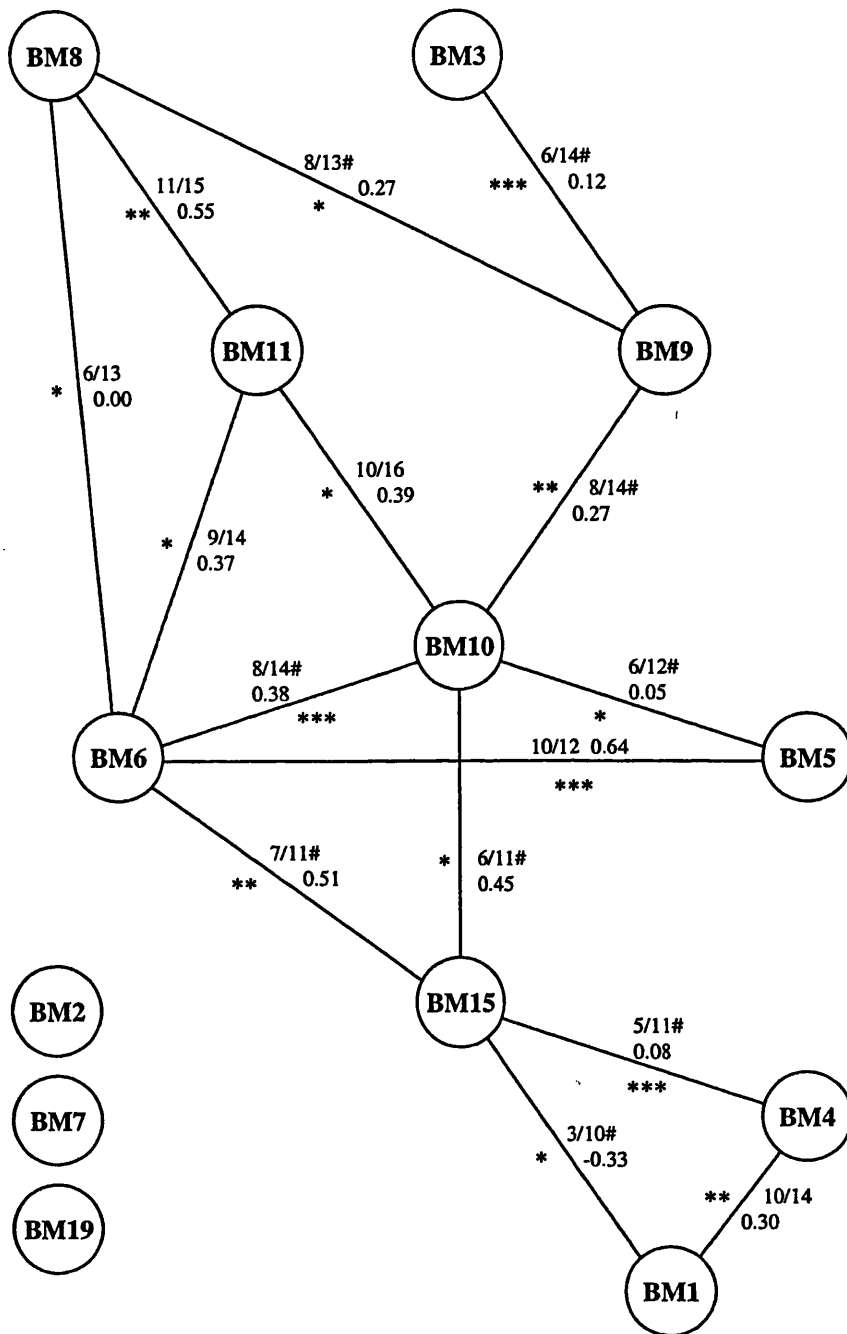 BM8
BM3
8/13#
0.27
*
6/14#
*** 0.12
11/15
** 0.55
BM11
BM9
6/13
* 0.00
10/16
* 0.39
** 8/14#
0.27
9/14
* 0.37
BM10
8/14#
0.38
***
6/12#
0.05
*
BM6
10/12 0.64
***
BM5
7/11#
** 0.51
* 6/11#
0.45
BM2
BM15
5/11#
0.08
***
BM7
BM4
3/10#
* -0.33
** 10/14
0.30
BM19
BM1